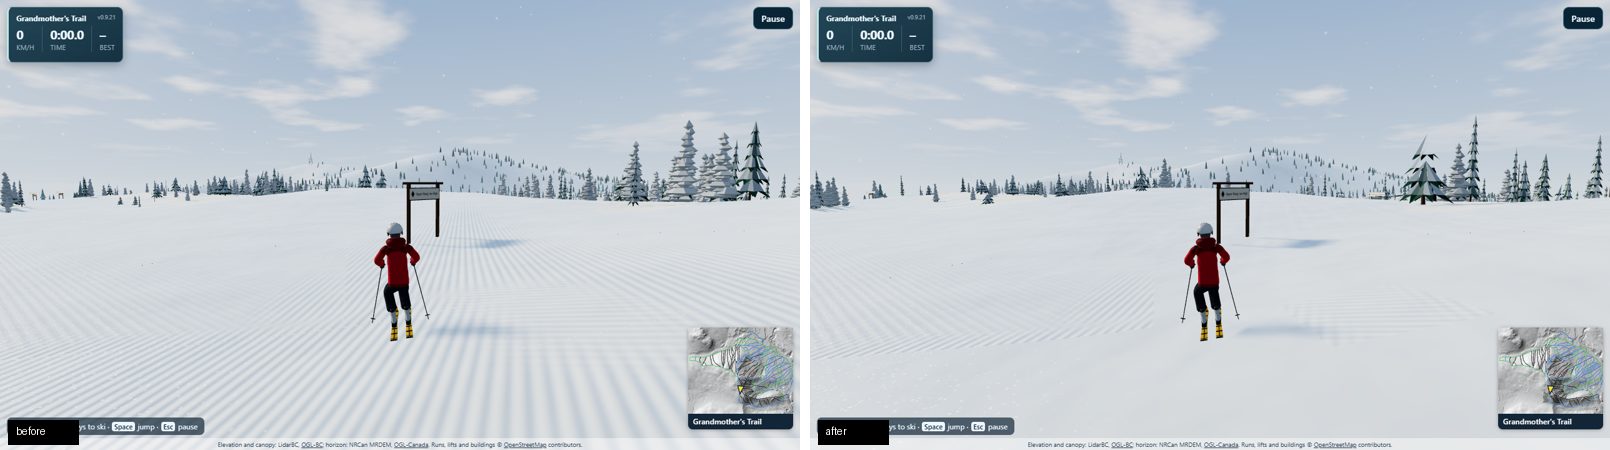 Grandmother's Trail v0.9.21
0 0:00.0 –
KM/H TIME BEST
Pause
before
ys to ski · Space jump · Esc pause
Grandmother's Trail
Elevation and canopy: LidarBC, OGL-BC; horizon: NRCan MRDEM, OGL-Canada. Runs, lifts and buildings © OpenStreetMap contributors.
Grandmother's Trail v0.9.21
0 0:00.0 –
KM/H TIME BEST
Pause
after
ys to ski · Space jump · Esc pause
Grandmother's Trail
Elevation and canopy: LidarBC, OGL-BC; horizon: NRCan MRDEM, OGL-Canada. Runs, lifts and buildings © OpenStreetMap contributors.